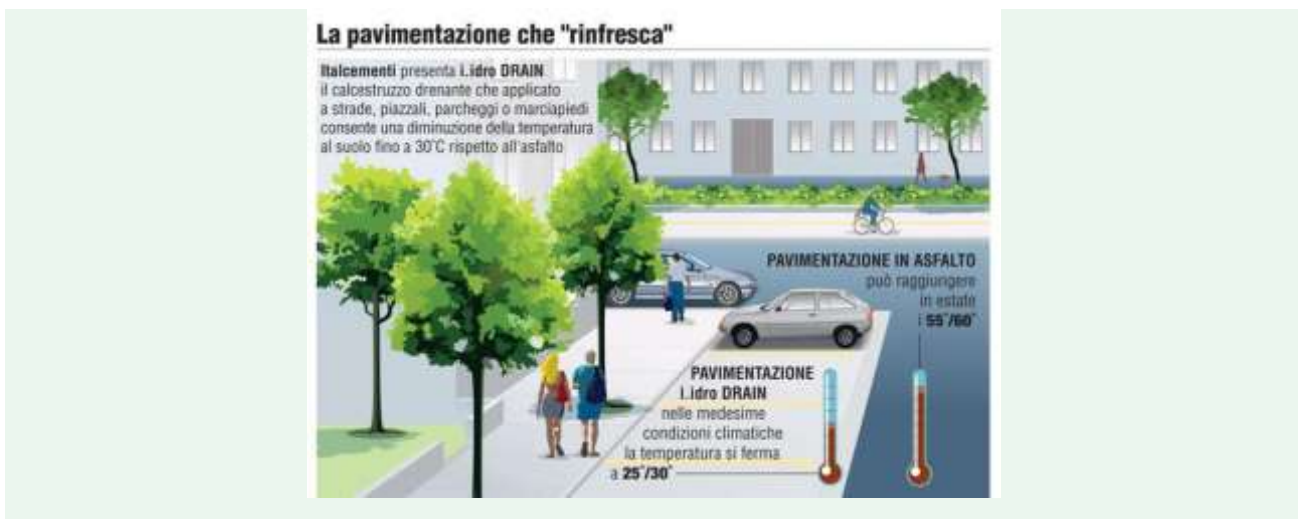 La pavimentazione che "rinfresca"
Italcementi presenta i.idro DRAIN
il calcestruzzo drenante che applicato
a strade, piazzali, parcheggi o marciapiedi
consente una diminuzione della temperatura
al suolo fino a 30°C rispetto all'asfalto
PAVIMENTAZIONE IN ASFALTO
può raggiungere
in estate
i 55°/60°
PAVIMENTAZIONE
i.idro DRAIN
nelle medesime
condizioni climatiche
la temperatura si ferma
a 25°/30°